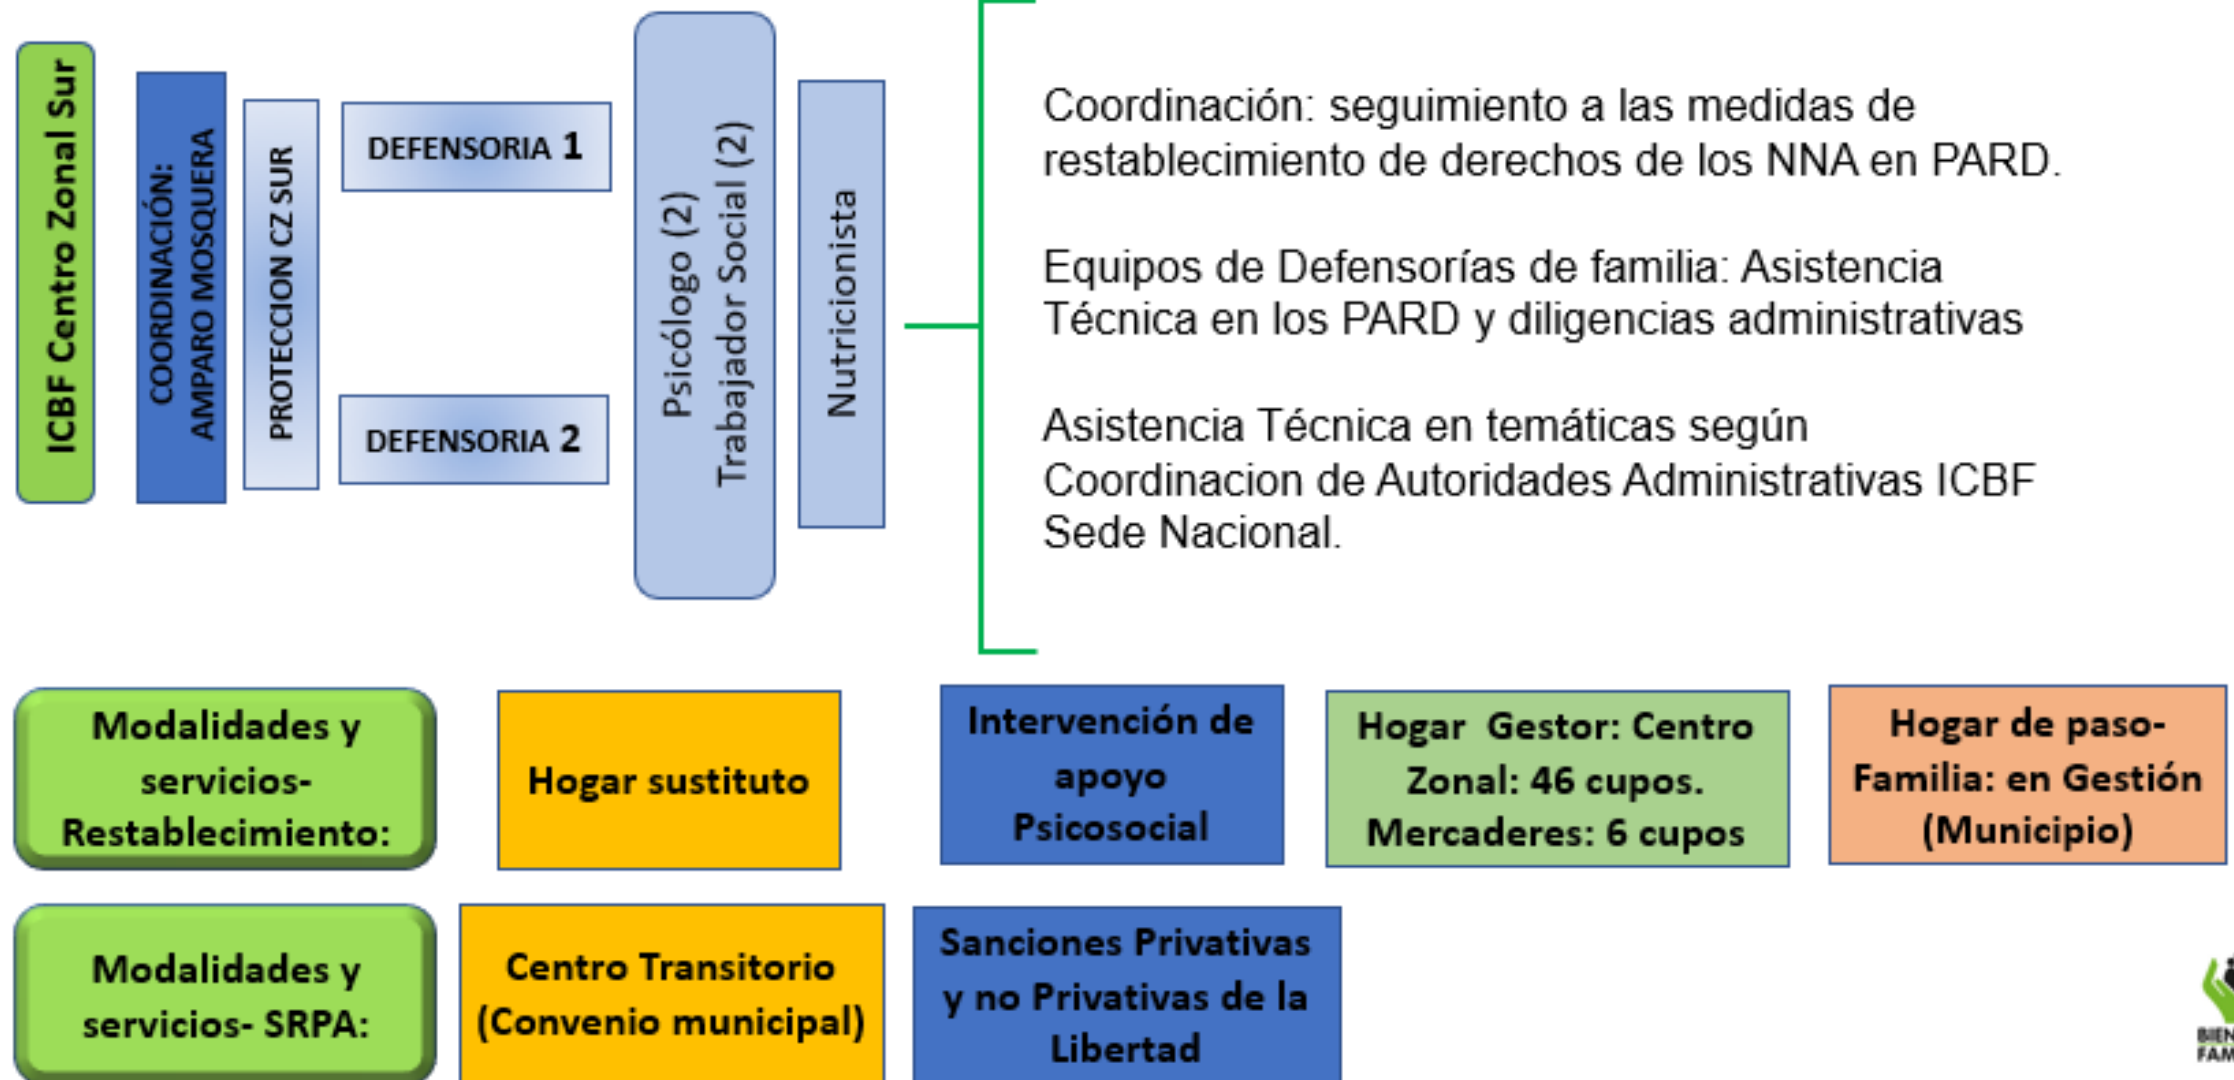 ICBF Centro Zonal Sur
COORDINACIÓN:
AMPARO MOSQUERA
PROTECCION CZ SUR
DEFENSORIA 1
DEFENSORIA 2
Psicólogo (2)
Trabajador Social (2)
Nutricionista
Coordinación: seguimiento a las medidas de
restablecimiento de derechos de los NNA en PARD.
Equipos de Defensorías de familia: Asistencia
Técnica en los PARD y diligencias administrativas
Asistencia Técnica en temáticas según
Coordinacion de Autoridades Administrativas ICBF
Sede Nacional.
Modalidades y
servicios-
Restablecimiento:
Hogar sustituto
Intervención de
apoyo
Psicosocial
Hogar Gestor: Centro
Zonal: 46 cupos.
Mercaderes: 6 cupos
Hogar de paso-
Familia: en Gestión
(Municipio)
Modalidades y
servicios- SRPA:
Centro Transitorio
(Convenio municipal)
Sanciones Privativas
y no Privativas de la
Libertad
BIEN
FAM